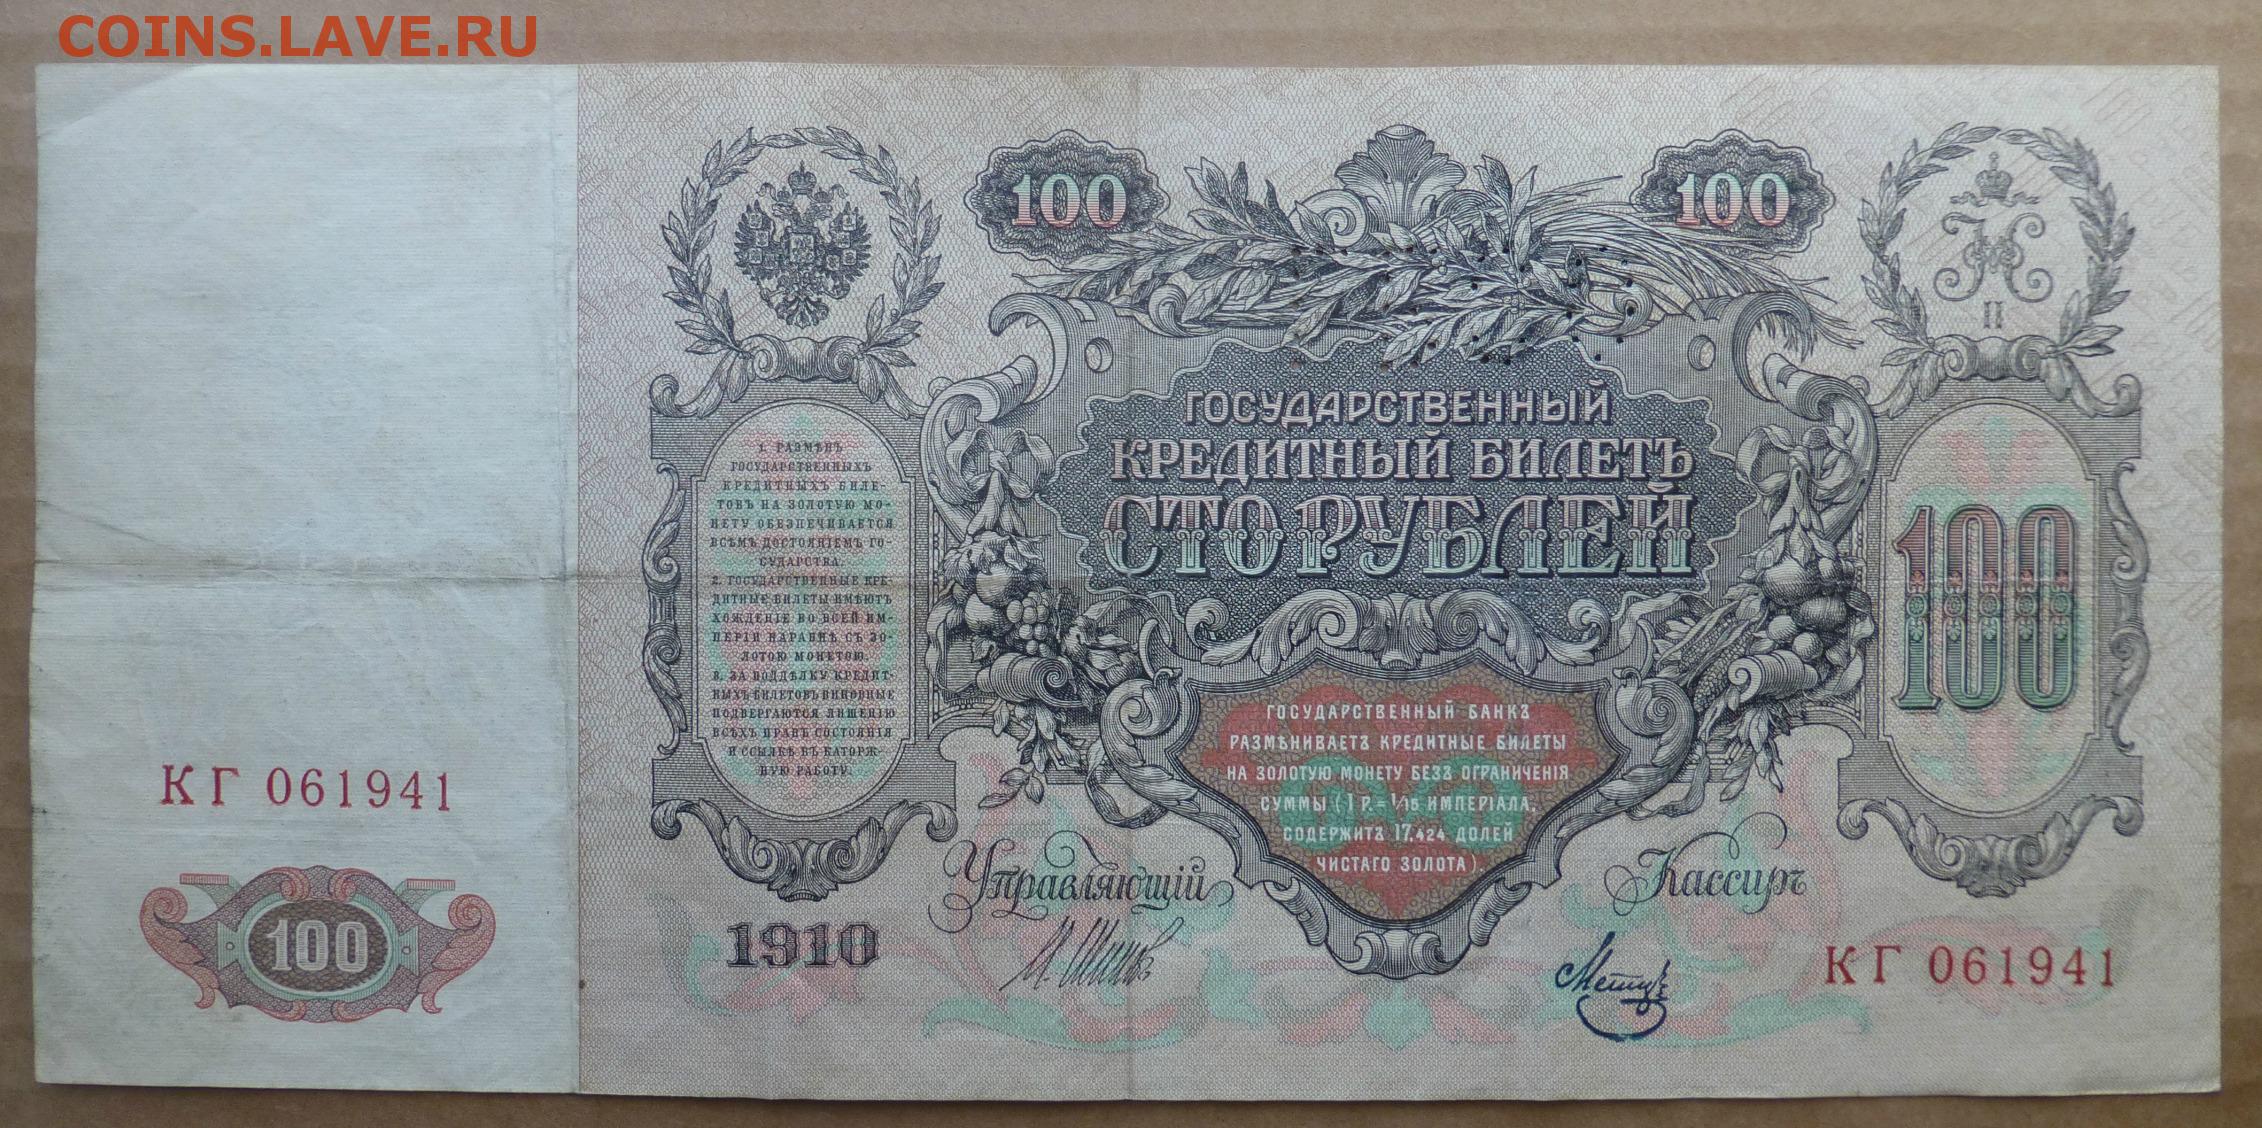 COINS.LAVE.RU
100
100
II
1. РАЗМѢНЪ
ГОСУДАРСТВЕННЫХЪ
КРЕДИТНЫХЪ БИЛЕ-
ТОВЪ НА ЗОЛОТУЮ МО-
НЕТУ ОБЕЗПЕЧИВАЕТСЯ
ВСѢМЪ ДОСТОЯНІЕМЪ ГО-
СУДАРСТВА.
2. ГОСУДАРСТВЕННЫЕ КРЕ-
ДИТНЫЕ БИЛЕТЫ ИМѢЮТЪ
ХОЖДЕНІЕ ВО ВСЕЙ ИМ-
ПЕРІИ НАРАВНѢ СЪ ЗО-
ЛОТОЮ МОНЕТОЮ.
3. ЗА ПОДДѢЛКУ КРЕДИТ-
НЫХЪ БИЛЕТОВЪ ВИНОВНЫЕ
ПОДВЕРГАЮТСЯ ЛИШЕНІЮ
ВСѢХЪ ПРАВЪ СОСТОЯНІЯ
И ССЫЛКѢ ВЪ КАТОРЖ-
НУЮ РАБОТУ.
ГОСУДАРСТВЕННЫЙ
КРЕДИТНЫЙ БИЛЕТЪ
СТО РУБЛЕЙ
100
ГОСУДАРСТВЕННЫЙ БАНКЪ
РАЗМѢНИВАЕТЪ КРЕДИТНЫЕ БИЛЕТЫ
НА ЗОЛОТУЮ МОНЕТУ БЕЗЪ ОГРАНИЧЕНІЯ
СУММЫ (1 Р.= 1/15 ИМПЕРІАЛА,
СОДЕРЖИТЪ 17,424 ДОЛЕЙ
ЧИСТАГО ЗОЛОТА).
КГ 061941
100
1910
Управляющій
И. Шиповъ
Кассиръ
Метцъ
КГ 061941